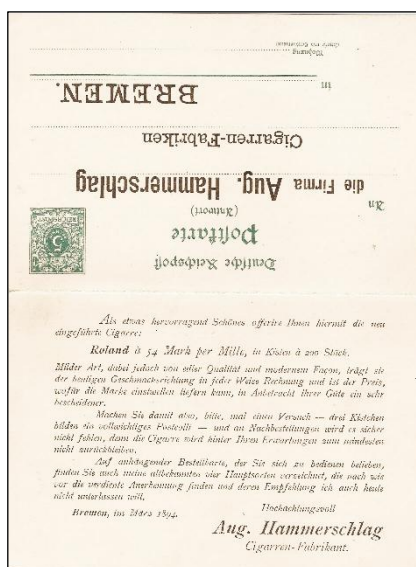 Deutsche Reichspost
Postkarte
(Antwort)
An
die Firma Aug. Hammerschlag
Cigarren-Fabriken
in
BREMEN.
Wohnung
Als etwas hervorragend Schönes offerire Ihnen hiermit die neu
eingeführte Cigarre:
Roland à 54 Mark per Mille, in Kisten à 200 Stück.
Milder Art, dabei jedoch von edler Qualität und modernem Façon, trägt sie
der heutigen Geschmacksrichtung in jeder Weise Rechnung und ist der Preis,
wofür die Marke einstweilen liefern kann, in Anbetracht ihrer Güte ein sehr
bescheidener.
Machen Sie damit also, bitte, mal einen Versuch — drei Kistchen
bilden ein vollwichtiges Postcolli — und an Nachbestellungen wird es sicher
nicht fehlen, denn die Cigarre wird hinter Ihren Erwartungen zum mindesten
nicht zurückbleiben.
Auf anhängender Bestellkarte, der Sie sich zu bedienen belieben,
finden Sie auch meine altbekannten vier Hauptsorten verzeichnet, die nach wie
vor die verdiente Anerkennung finden und deren Empfehlung ich auch heute
nicht unterlassen will.
Hochachtungsvoll
Bremen, im März 1894.
Aug. Hammerschlag
Cigarren-Fabrikant.